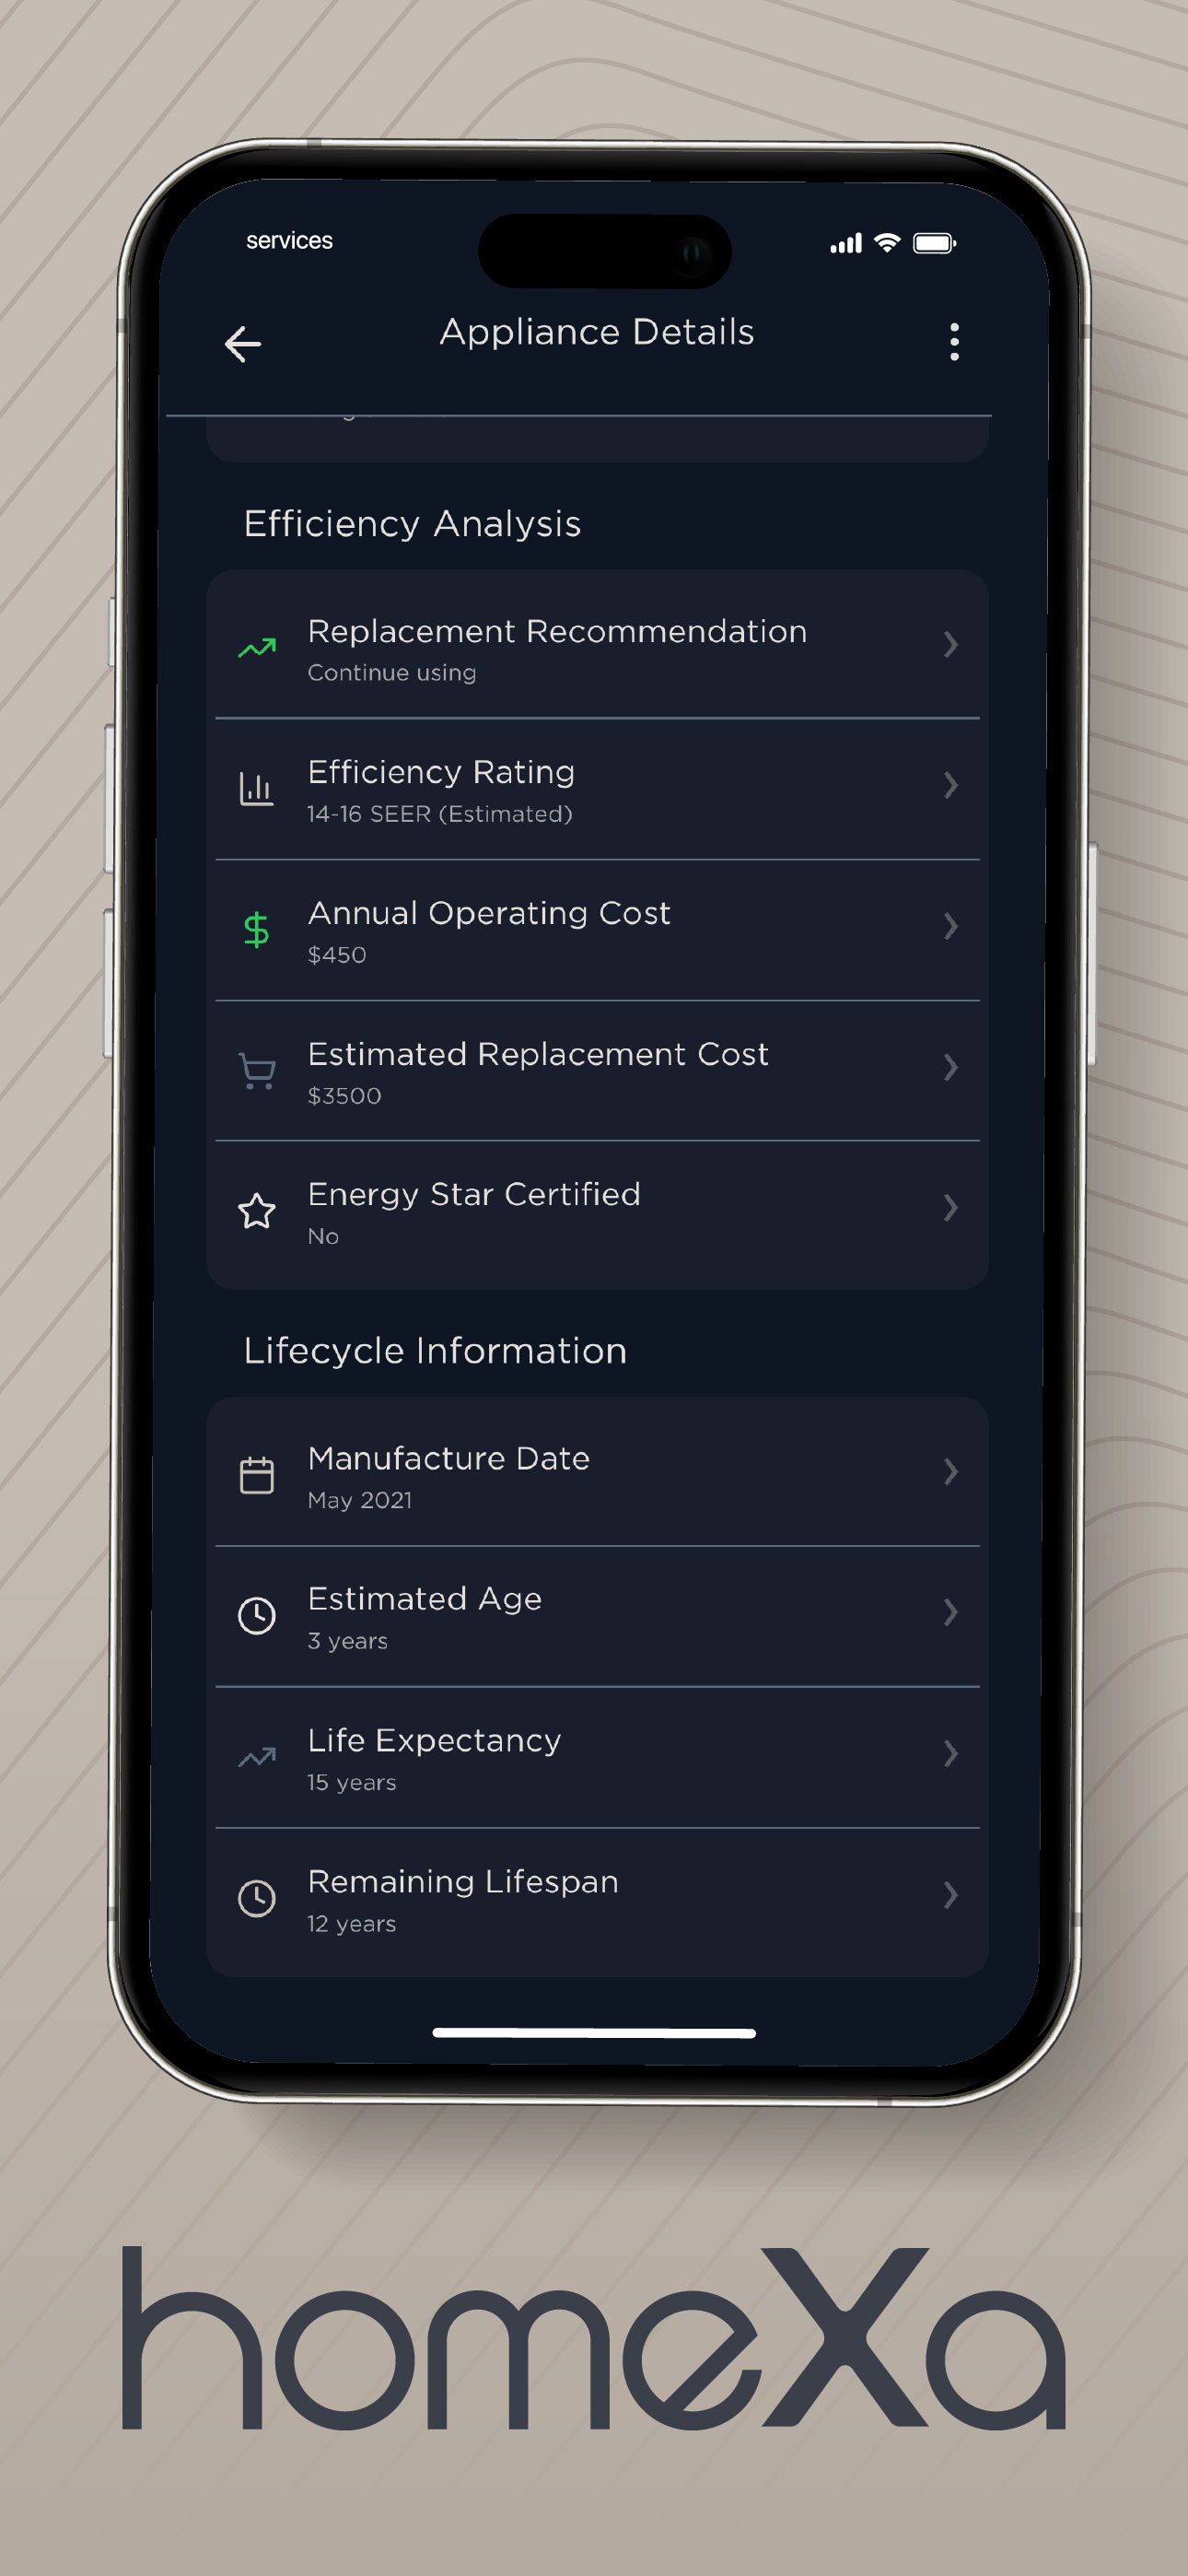 services
Appliance Details
Efficiency Analysis
Replacement Recommendation
Continue using
Efficiency Rating
14-16 SEER (Estimated)
Annual Operating Cost
$450
Estimated Replacement Cost
$3500
Energy Star Certified
No
Lifecycle Information
Manufacture Date
May 2021
Estimated Age
3 years
Life Expectancy
15 years
Remaining Lifespan
12 years
homeXa